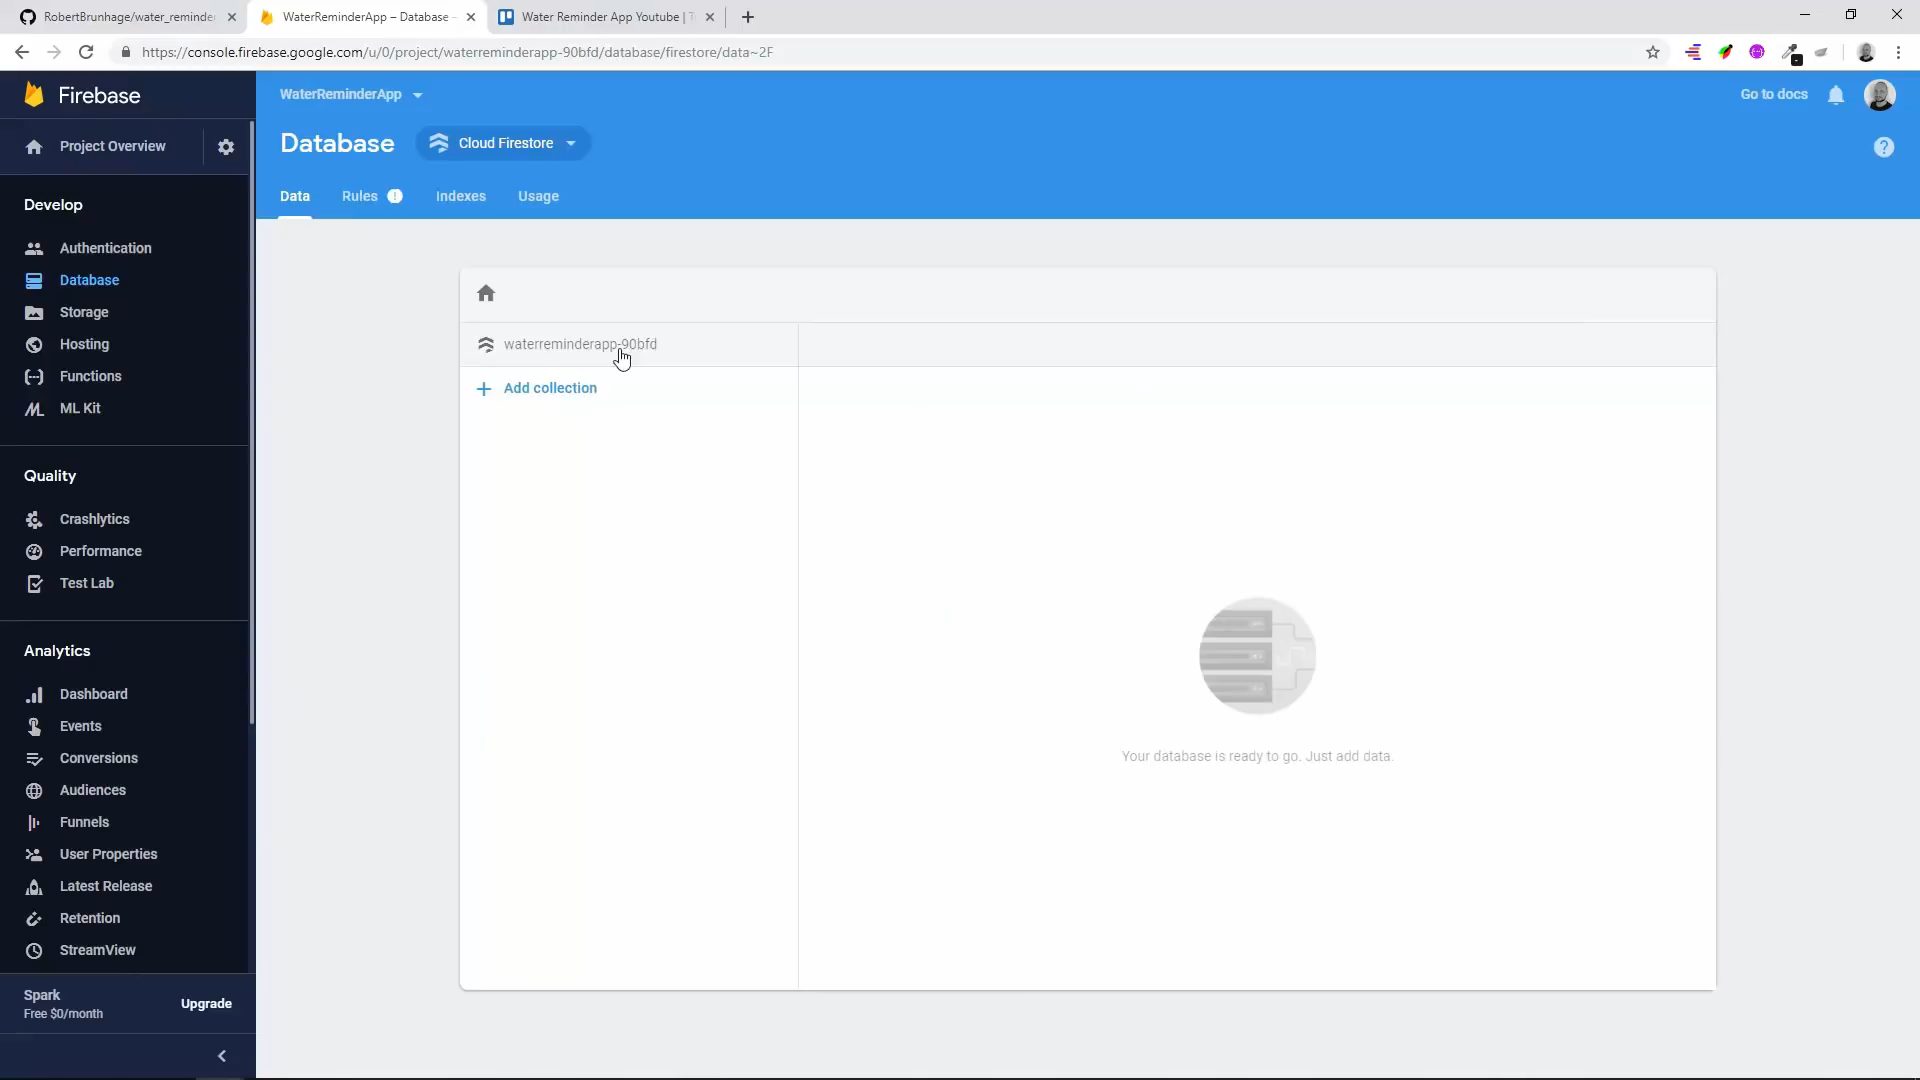 RobertBrunhage/water_reminde
WaterReminderApp – Database –
Water Reminder App Youtube | T
https://console.firebase.google.com/u/0/project/waterreminderapp-90bfd/database/firestore/data~2F
Firebase
WaterReminderApp
Go to docs
Project Overview
Database
Cloud Firestore
Data
Rules
Indexes
Usage
Develop
Authentication
Database
Storage
Hosting
Functions
ML Kit
waterreminderapp-90bfd
Add collection
Quality
Crashlytics
Performance
Test Lab
Your database is ready to go. Just add data.
Analytics
Dashboard
Events
Conversions
Audiences
Funnels
User Properties
Latest Release
Retention
StreamView
Spark
Free $0/month
Upgrade